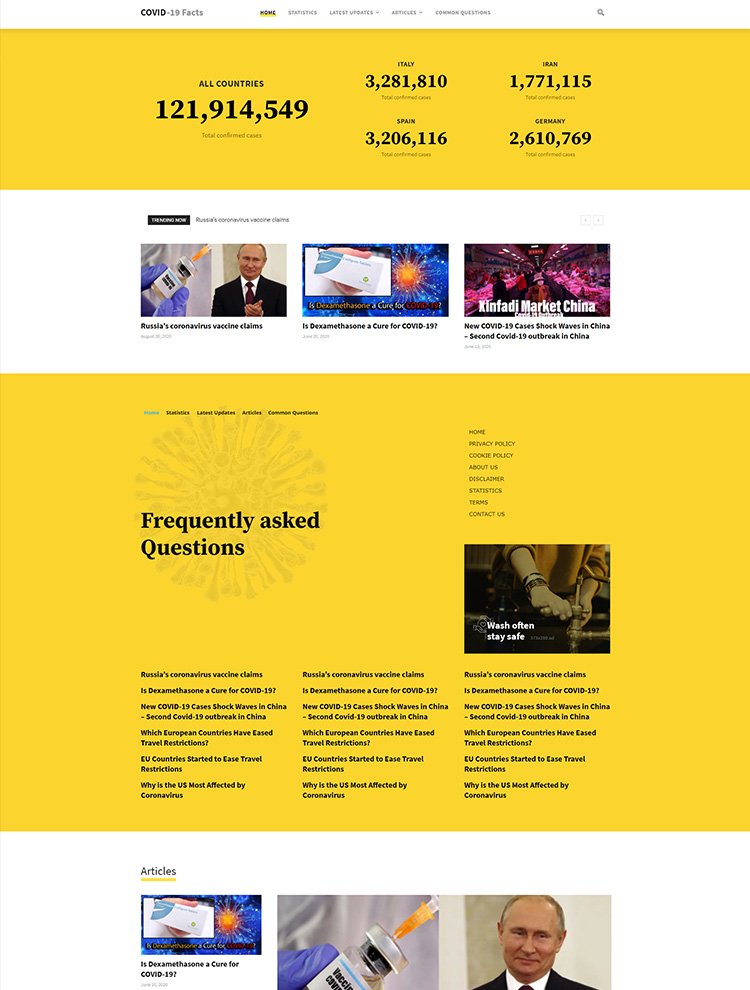 COVID-19 Facts
HOME STATISTICS LATEST UPDATES ARTICLES COMMON QUESTIONS
ALL COUNTRIES
121,914,549
Total confirmed cases
ITALY
3,281,810
Total confirmed cases
IRAN
1,771,115
Total confirmed cases
SPAIN
3,206,116
Total confirmed cases
GERMANY
2,610,769
Total confirmed cases
TRENDING NOW Russia's coronavirus vaccine claims
Is Dexamethasone a Cure for COVID-19?
Xinfadi Market China
Covid-19 Outbreak
Russia's coronavirus vaccine claims
August 26, 2020
Is Dexamethasone a Cure for COVID-19?
June 20, 2020
New COVID-19 Cases Shock Waves in China
– Second Covid-19 outbreak in China
Home Statistics Latest Updates Articles Common Questions
HOME
PRIVACY POLICY
COOKIE POLICY
ABOUT US
DISCLAIMER
STATISTICS
TERMS
CONTACT US
Frequently asked
Questions
Wash often
stay safe
Russia's coronavirus vaccine claims
Is Dexamethasone a Cure for COVID-19?
New COVID-19 Cases Shock Waves in China
– Second Covid-19 outbreak in China
Which European Countries Have Eased
Travel Restrictions?
EU Countries Started to Ease Travel
Restrictions
Why is the US Most Affected by
Coronavirus
Russia's coronavirus vaccine claims
Is Dexamethasone a Cure for COVID-19?
New COVID-19 Cases Shock Waves in China
– Second Covid-19 outbreak in China
Which European Countries Have Eased
Travel Restrictions?
EU Countries Started to Ease Travel
Restrictions
Why is the US Most Affected by
Coronavirus
Russia's coronavirus vaccine claims
Is Dexamethasone a Cure for COVID-19?
New COVID-19 Cases Shock Waves in China
– Second Covid-19 outbreak in China
Which European Countries Have Eased
Travel Restrictions?
EU Countries Started to Ease Travel
Restrictions
Why is the US Most Affected by
Coronavirus
Articles
Is Dexamethasone a Cure for COVID-19?
Is Dexamethasone a Cure for
COVID-19?
June 20, 2020
Vaccine